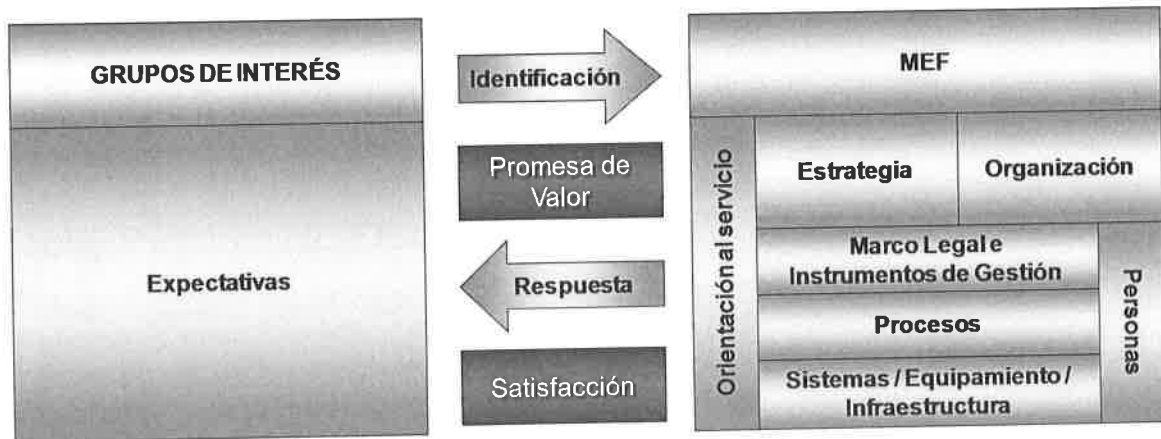 GRUPOS DE INTERÉS
Expectativas
Identificación
Promesa de
Valor
Respuesta
Satisfacción
MEF
Orientación al servicio
Estrategia
Organización
Marco Legal e
Instrumentos de Gestión
Procesos
Sistemas / Equipamiento /
Infraestructura
Personas